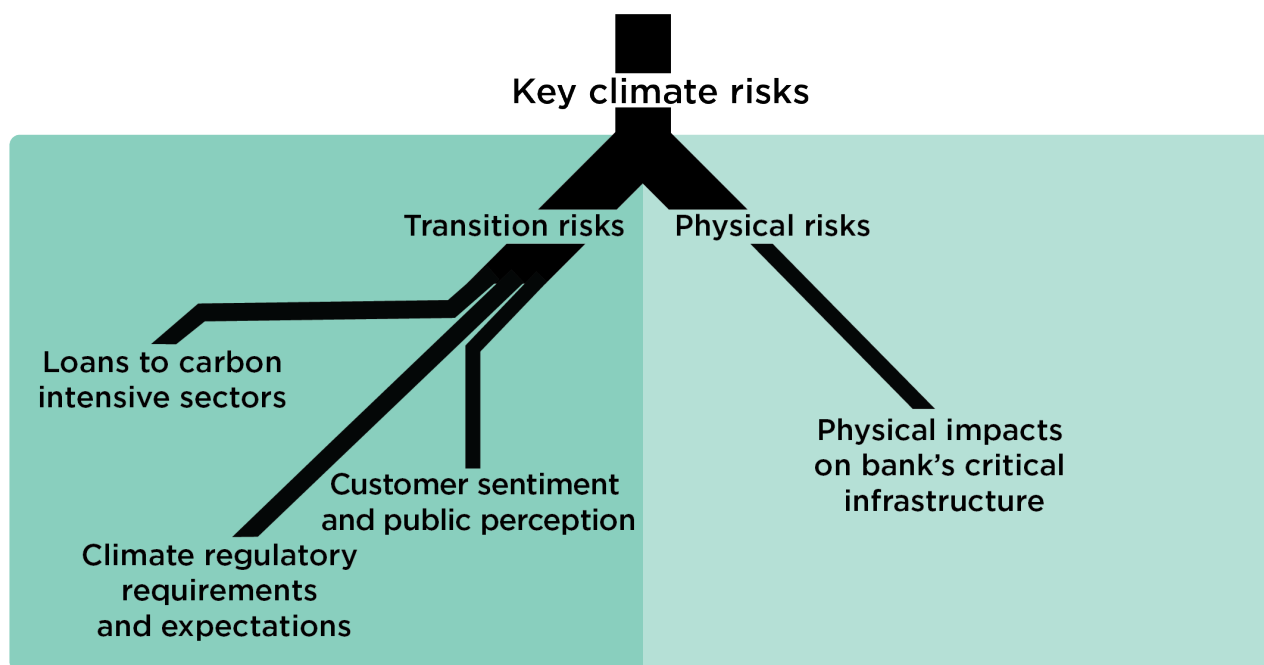 Key climate risks
Transition risks
Physical risks
Loans to carbon
intensive sectors
Climate regulatory
requirements
and expectations
Customer sentiment
and public perception
Physical impacts
on bank’s critical
infrastructure